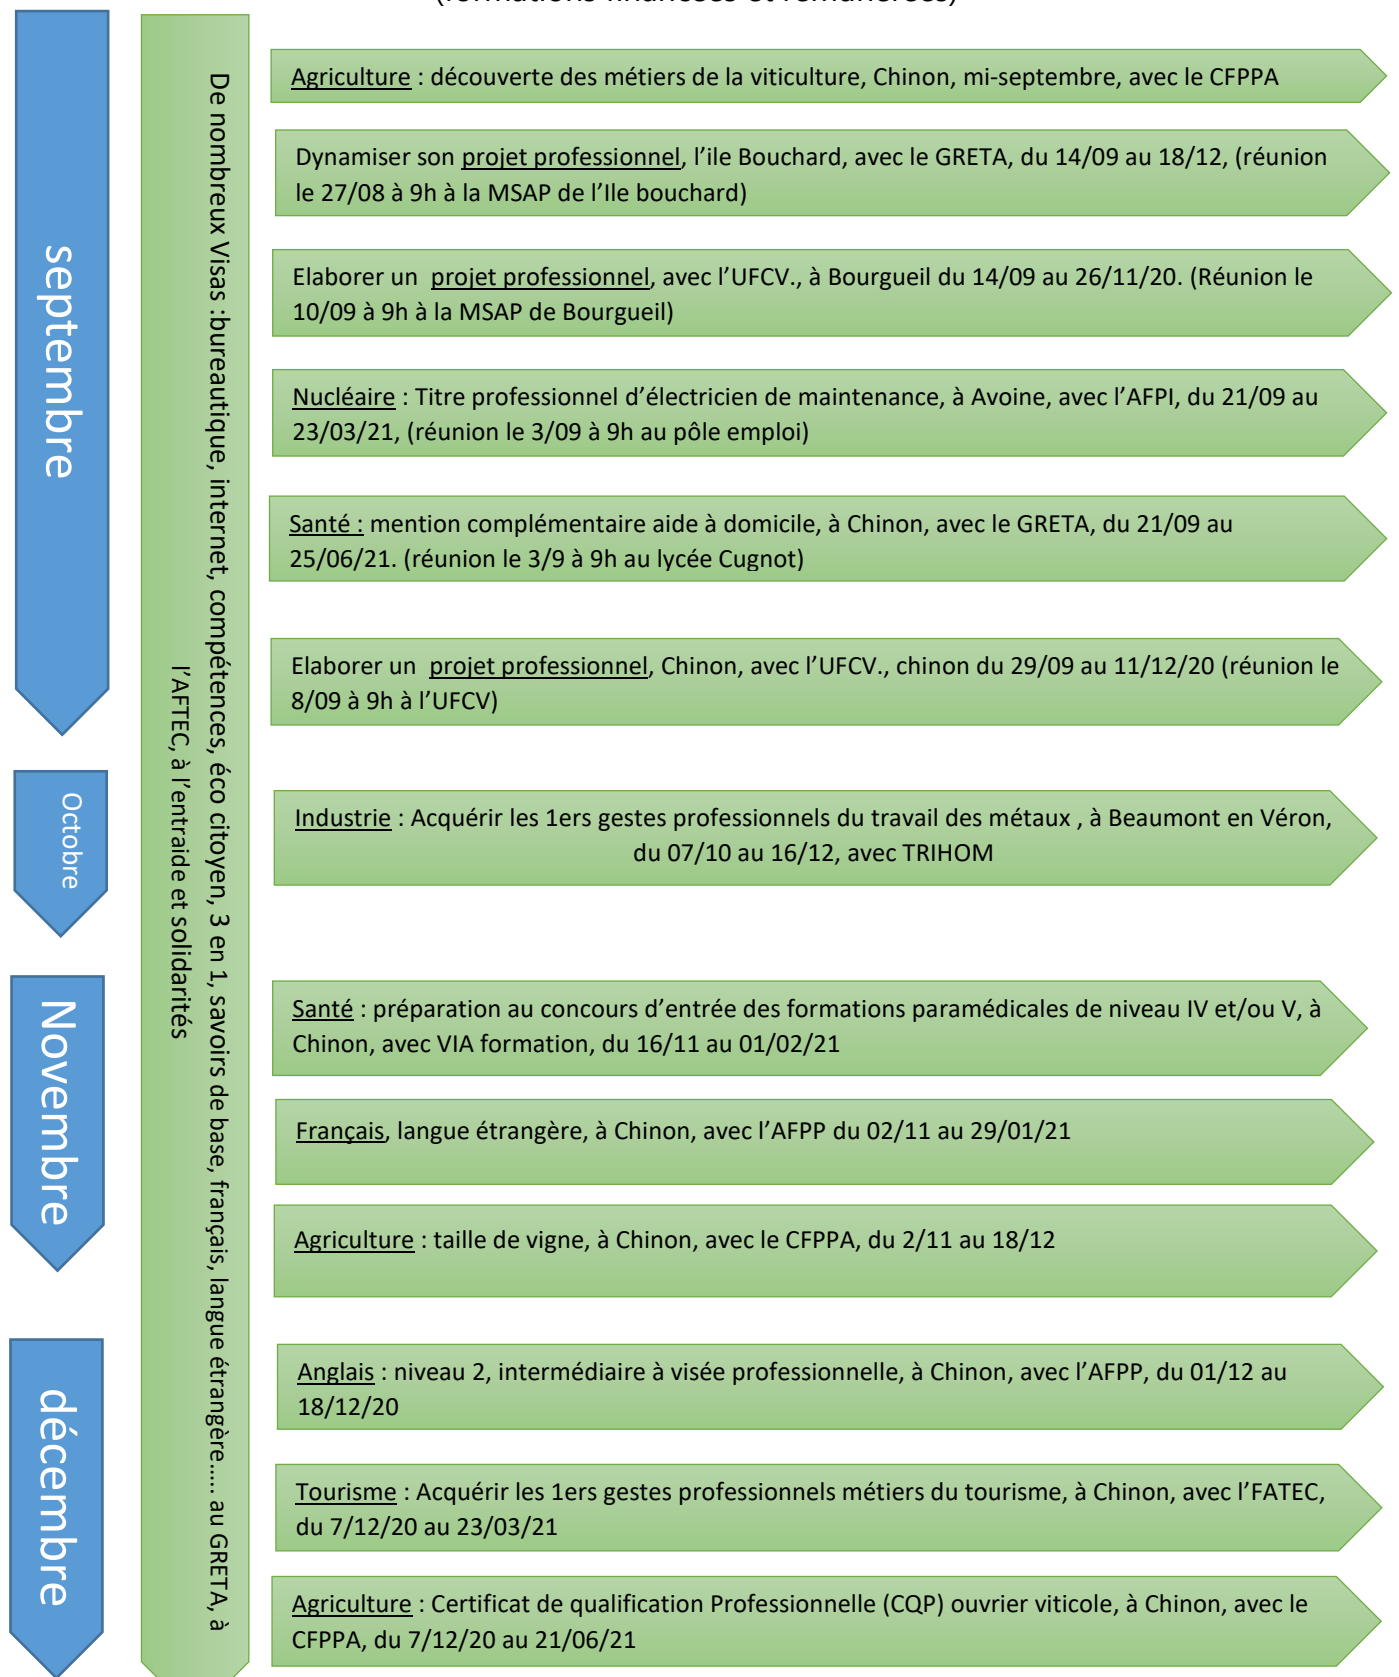 (formations financées et rémunérées)
septembre
De nombreux Visas :bureautique, internet, compétences, éco citoyen, 3 en 1, savoirs de base, français, langue étrangère..... au GRETA, à
l’AFTEC, à l’entraide et solidarités
Agriculture : découverte des métiers de la viticulture, Chinon, mi-septembre, avec le CFPPA
Dynamiser son projet professionnel, l’ile Bouchard, avec le GRETA, du 14/09 au 18/12, (réunion
le 27/08 à 9h à la MSAP de l’Ile bouchard)
Elaborer un projet professionnel, avec l’UFCV., à Bourgueil du 14/09 au 26/11/20. (Réunion le
10/09 à 9h à la MSAP de Bourgueil)
Nucléaire : Titre professionnel d’électricien de maintenance, à Avoine, avec l’AFPI, du 21/09 au
23/03/21, (réunion le 3/09 à 9h au pôle emploi)
Santé : mention complémentaire aide à domicile, à Chinon, avec le GRETA, du 21/09 au
25/06/21. (réunion le 3/9 à 9h au lycée Cugnot)
Elaborer un projet professionnel, Chinon, avec l’UFCV., chinon du 29/09 au 11/12/20 (réunion le
8/09 à 9h à l’UFCV)
Octobre
Industrie : Acquérir les 1ers gestes professionnels du travail des métaux , à Beaumont en Véron,
du 07/10 au 16/12, avec TRIHOM
Novembre
Santé : préparation au concours d’entrée des formations paramédicales de niveau IV et/ou V, à
Chinon, avec VIA formation, du 16/11 au 01/02/21
Français, langue étrangère, à Chinon, avec l’AFPP du 02/11 au 29/01/21
Agriculture : taille de vigne, à Chinon, avec le CFPPA, du 2/11 au 18/12
décembre
Anglais : niveau 2, intermédiaire à visée professionnelle, à Chinon, avec l’AFPP, du 01/12 au
18/12/20
Tourisme : Acquérir les 1ers gestes professionnels métiers du tourisme, à Chinon, avec l’FATEC,
du 7/12/20 au 23/03/21
Agriculture : Certificat de qualification Professionnelle (CQP) ouvrier viticole, à Chinon, avec le
CFPPA, du 7/12/20 au 21/06/21